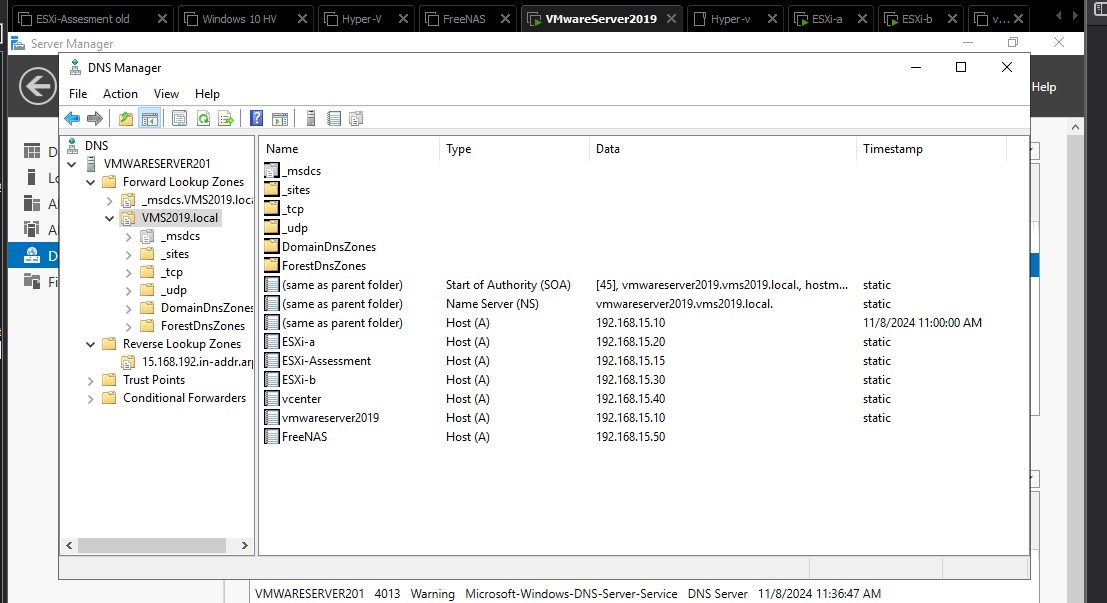 ESXi-Assesment old
Windows 10 HV
Hyper-V
FreeNAS
VMwareServer2019
Hyper-v
ESXi-a
ESXi-b
v...
Server Manager
DNS Manager
File Action View Help
Help
DNS
VMWARESERVER201
Forward Lookup Zones
_msdcs.VMS2019.loca
VMS2019.local
_msdcs
_sites
_tcp
_udp
DomainDnsZones
ForestDnsZones
Reverse Lookup Zones
15.168.192.in-addr.arp
Trust Points
Conditional Forwarders
Name Type Data Timestamp
_msdcs
_sites
_tcp
_udp
DomainDnsZones
ForestDnsZones
(same as parent folder) Start of Authority (SOA) [45], vmwareserver2019.vms2019.local., hostm... static
(same as parent folder) Name Server (NS) vmwareserver2019.vms2019.local. static
(same as parent folder) Host (A) 192.168.15.10 11/8/2024 11:00:00 AM
ESXi-a Host (A) 192.168.15.20 static
ESXi-Assessment Host (A) 192.168.15.15 static
ESXi-b Host (A) 192.168.15.30 static
vcenter Host (A) 192.168.15.40 static
vmwareserver2019 Host (A) 192.168.15.10 static
FreeNAS Host (A) 192.168.15.50
VMWARESERVER201 4013 Warning Microsoft-Windows-DNS-Server-Service DNS Server 11/8/2024 11:36:47 AM